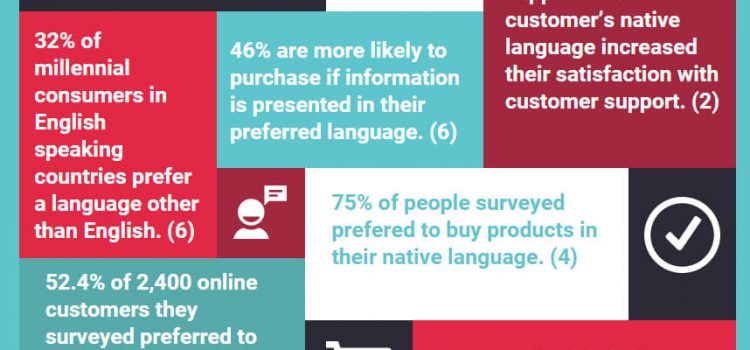 32% of
millennial
consumers in
English
speaking
countries prefer
a language other
than English. (6)
46% are more likely to
purchase if information
is presented in their
preferred language. (6)
customer’s native
language increased
their satisfaction with
customer support. (2)
75% of people surveyed
prefered to buy products in
their native language. (4)
52.4% of 2,400 online
customers they
surveyed preferred to